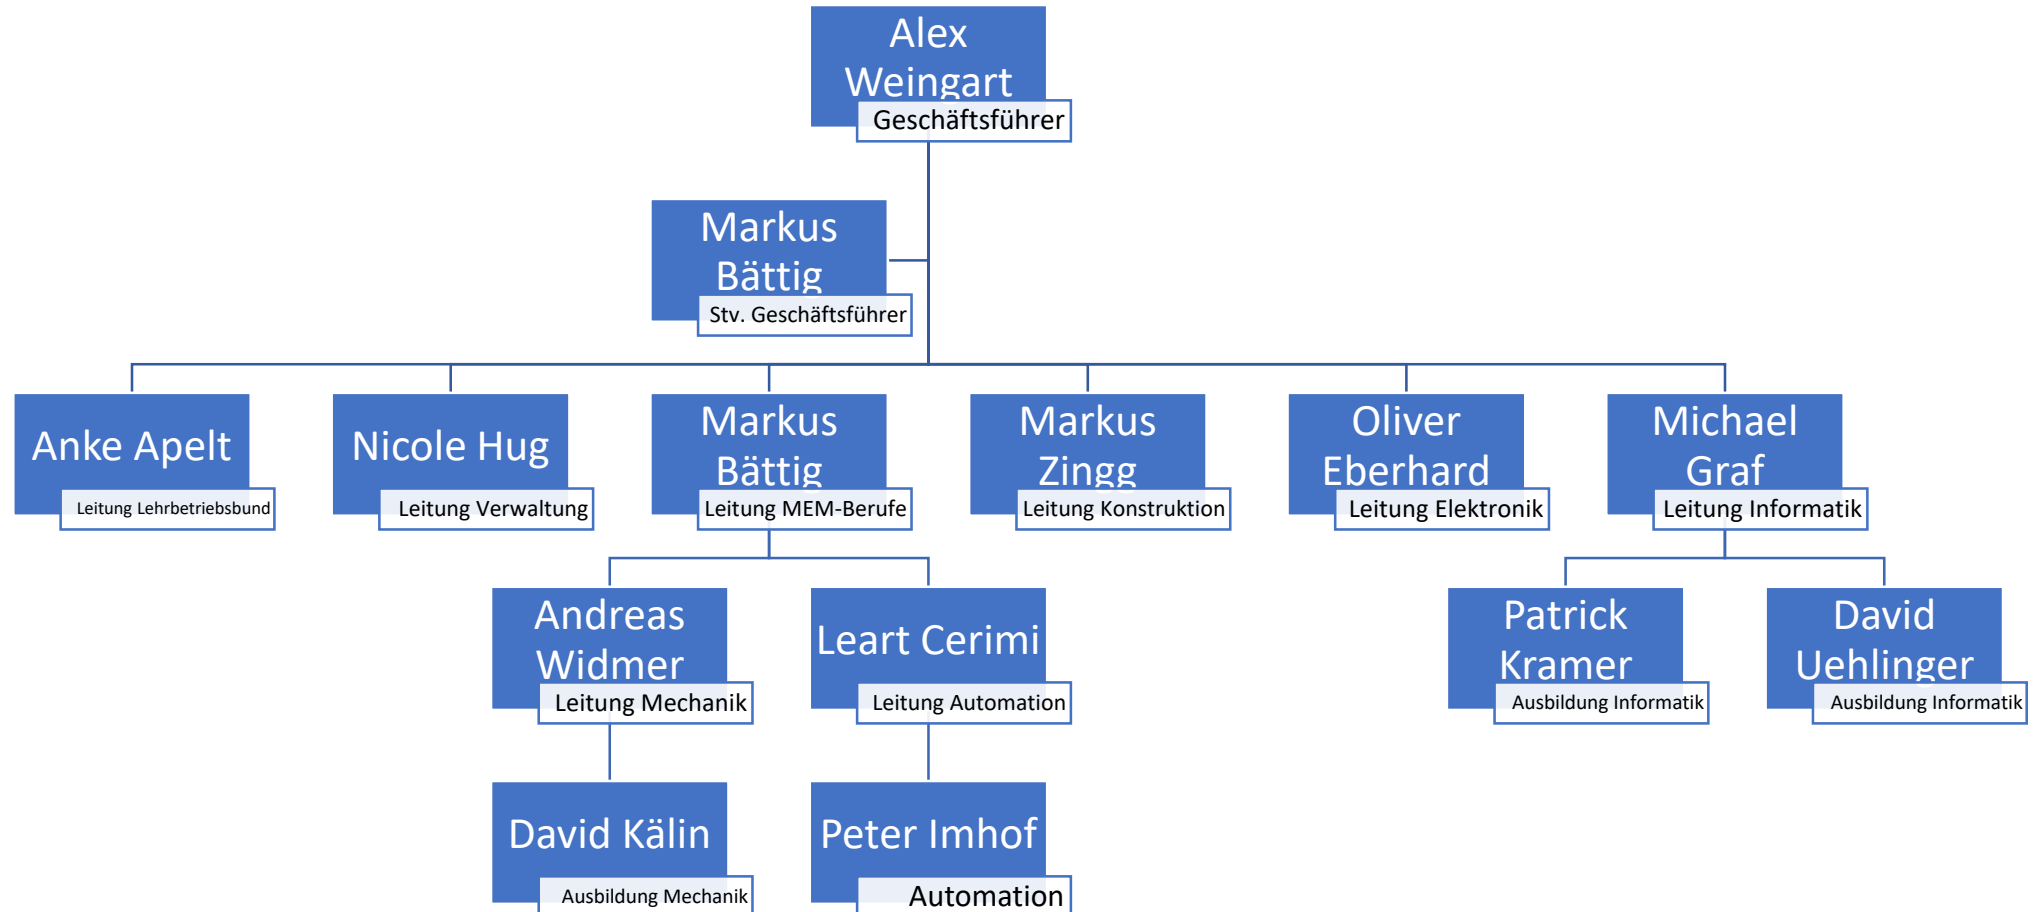 Alex
Weingart
Geschäftsführer
Markus
Bättig
Stv. Geschäftsführer
Anke Apelt
Leitung Lehrbetriebsbund
Nicole Hug
Leitung Verwaltung
Markus
Bättig
Leitung MEM-Berufe
Markus
Zingg
Leitung Konstruktion
Oliver
Eberhard
Leitung Elektronik
Michael
Graf
Leitung Informatik
Andreas
Widmer
Leitung Mechanik
Leart Cerimi
Leitung Automation
Patrick
Kramer
Ausbildung Informatik
David
Uehlinger
Ausbildung Informatik
David Kälin
Ausbildung Mechanik
Peter Imhof
Automation